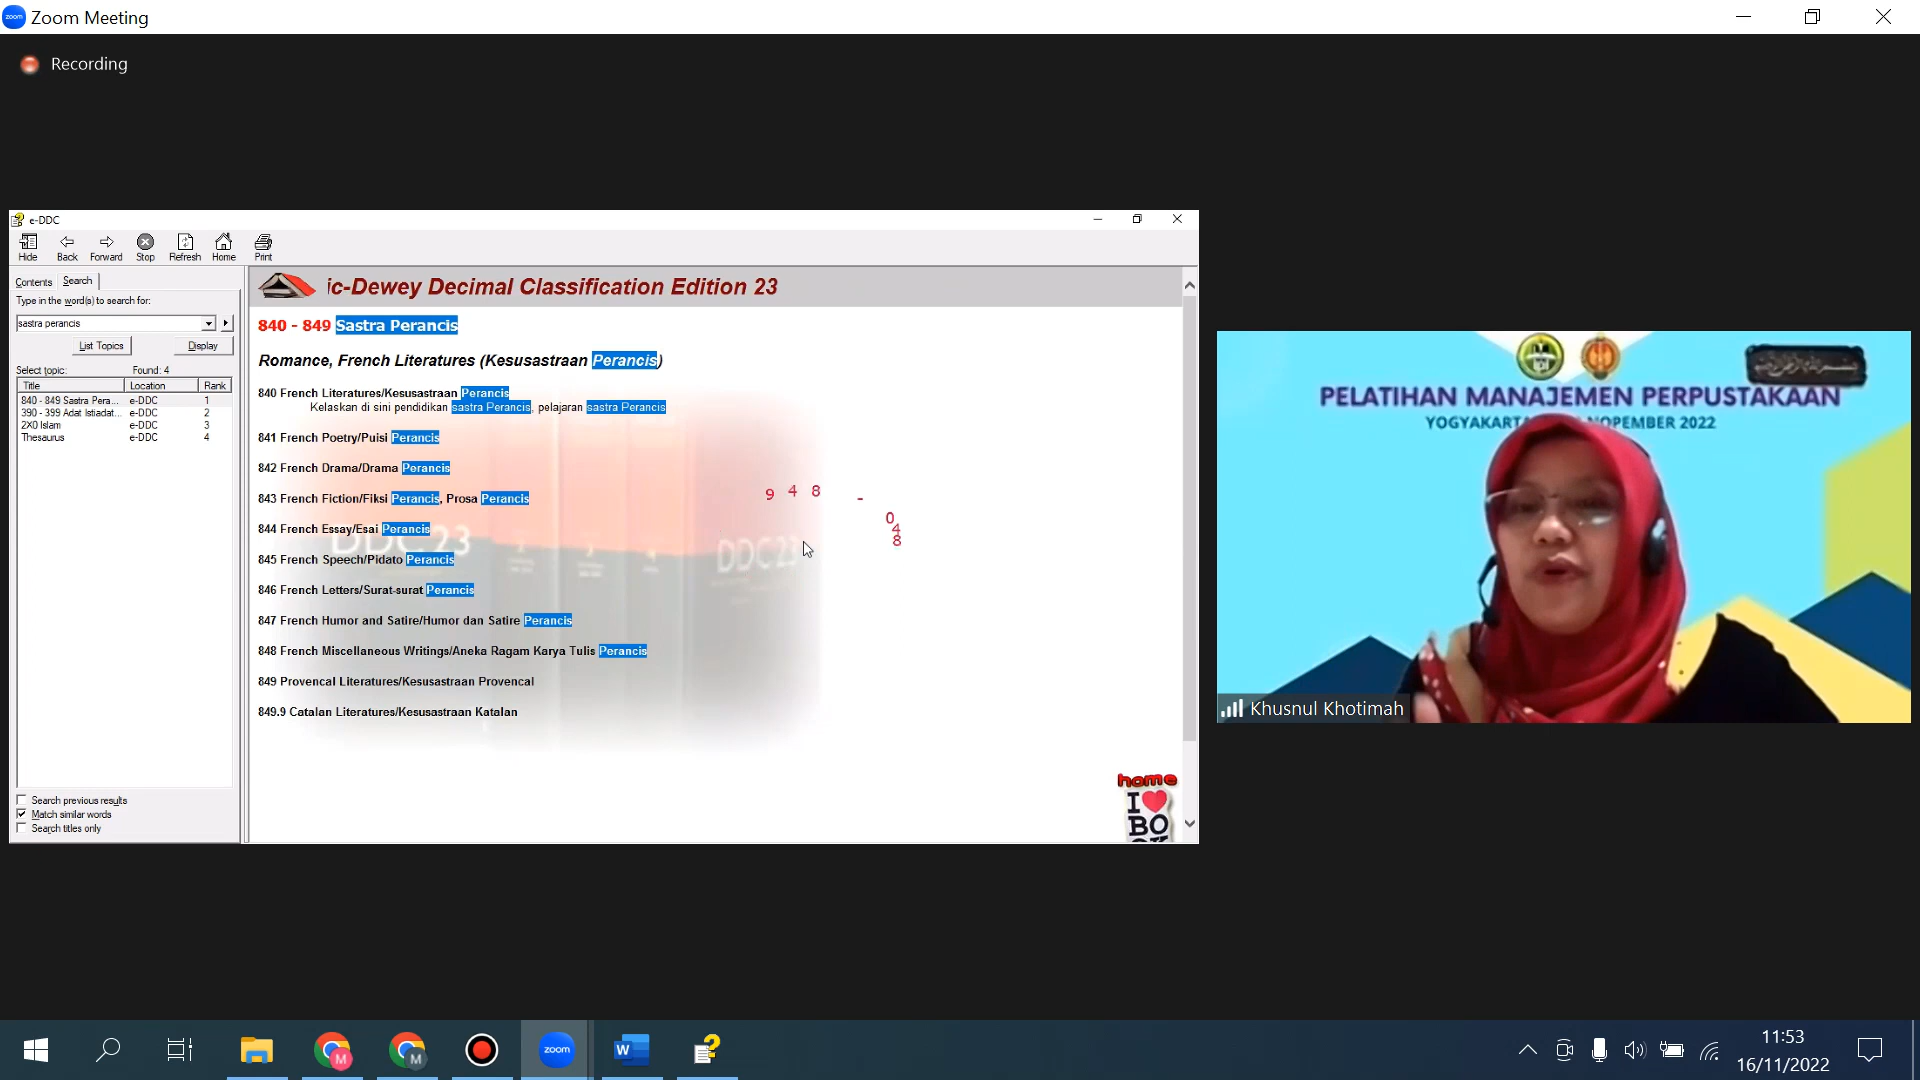 Zoom Meeting
Recording
e-DDC
Hide Back Forward Stop Refresh Home Print
Contents Search
Type in the word(s) to search for:
sastra perancis
List Topics Display
Select topic: Found: 4
Title Location Rank
840 - 849 Sastra Pera... e-DDC 1
390 - 399 Adat Istiadat... e-DDC 2
2X0 Islam e-DDC 3
Thesaurus e-DDC 4
Search previous results
Match similar words
Search titles only
ic-Dewey Decimal Classification Edition 23
840 - 849 Sastra Perancis
Romance, French Literatures (Kesusastraan Perancis)
840 French Literatures/Kesusastraan Perancis
Kelaskan di sini pendidikan sastra Perancis, pelajaran sastra Perancis
841 French Poetry/Puisi Perancis
842 French Drama/Drama Perancis
843 French Fiction/Fiksi Perancis, Prosa Perancis
844 French Essay/Esai Perancis
845 French Speech/Pidato Perancis
846 French Letters/Surat-surat Perancis
847 French Humor and Satire/Humor dan Satire Perancis
848 French Miscellaneous Writings/Aneka Ragam Karya Tulis Perancis
849 Provencal Literatures/Kesusastraan Provencal
849.9 Catalan Literatures/Kesusastraan Katalan
DDC 23
DDC 23
9 4 8 -
0
4
8
home
I
BO
PELATIHAN MANAJEMEN PERPUSTAKAAN
YOGYAKARTA NOPEMBER 2022
Khusnul Khotimah
zoom
W
M
M
11:53
16/11/2022